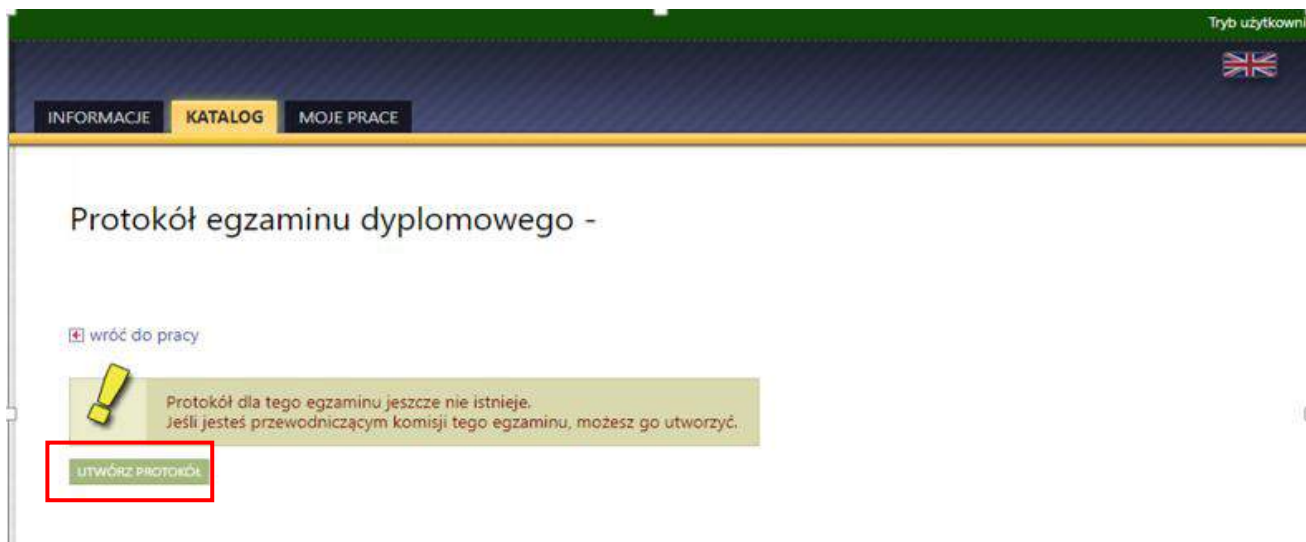 Tryb użytkowni
INFORMACJE KATALOG MOJE PRACE
Protokół egzaminu dyplomowego -
wróć do pracy
Protokół dla tego egzaminu jeszcze nie istnieje.
Jeśli jesteś przewodniczącym komisji tego egzaminu, możesz go utworzyć.
UTWÓRZ PROTOKÓŁ